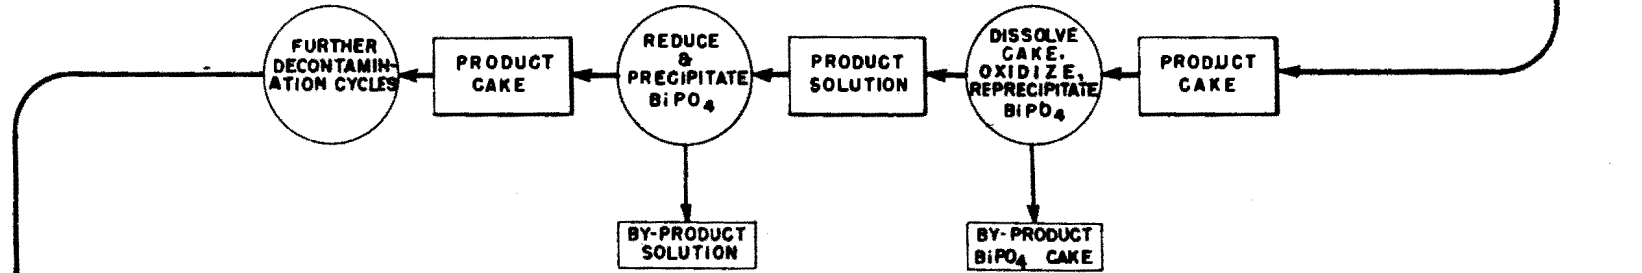 FURTHER
DECONTAMIN-
ATION CYCLES
PRODUCT
CAKE
REDUCE
&
PRECIPITATE
BiPO4
PRODUCT
SOLUTION
DISSOLVE
CAKE.
OXIDIZE,
REPRECIPITATE
BiPO4
PRODUCT
CAKE
BY-PRODUCT
SOLUTION
BY-PRODUCT
BiPO4 CAKE